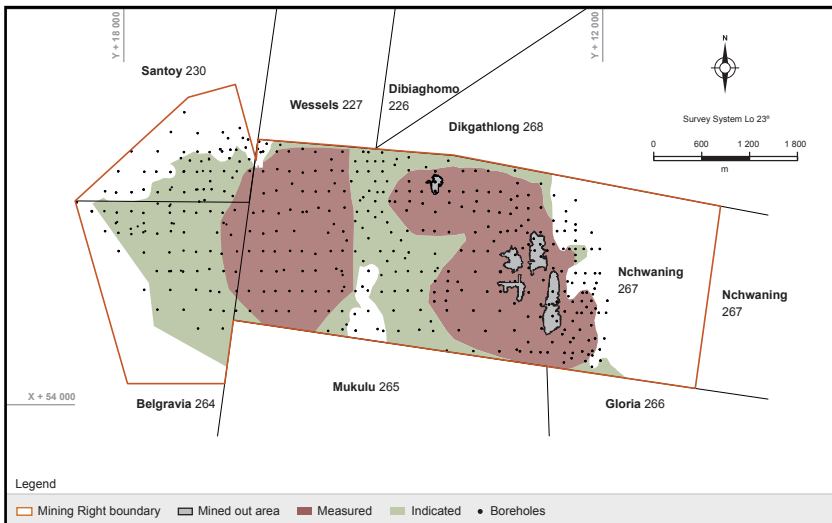 Y + 18 000
Y + 12 000
N
Santoy 230
Wessels 227
Dibiaghomo
226
Dikgathlong 268
Survey System Lo 23º
0 600 1 200 1 800
m
Nchwaning
267
Nchwaning
267
Mukulu 265
X + 54 000
Belgravia 264
Gloria 266
Legend
Mining Right boundary Mined out area Measured Indicated Boreholes